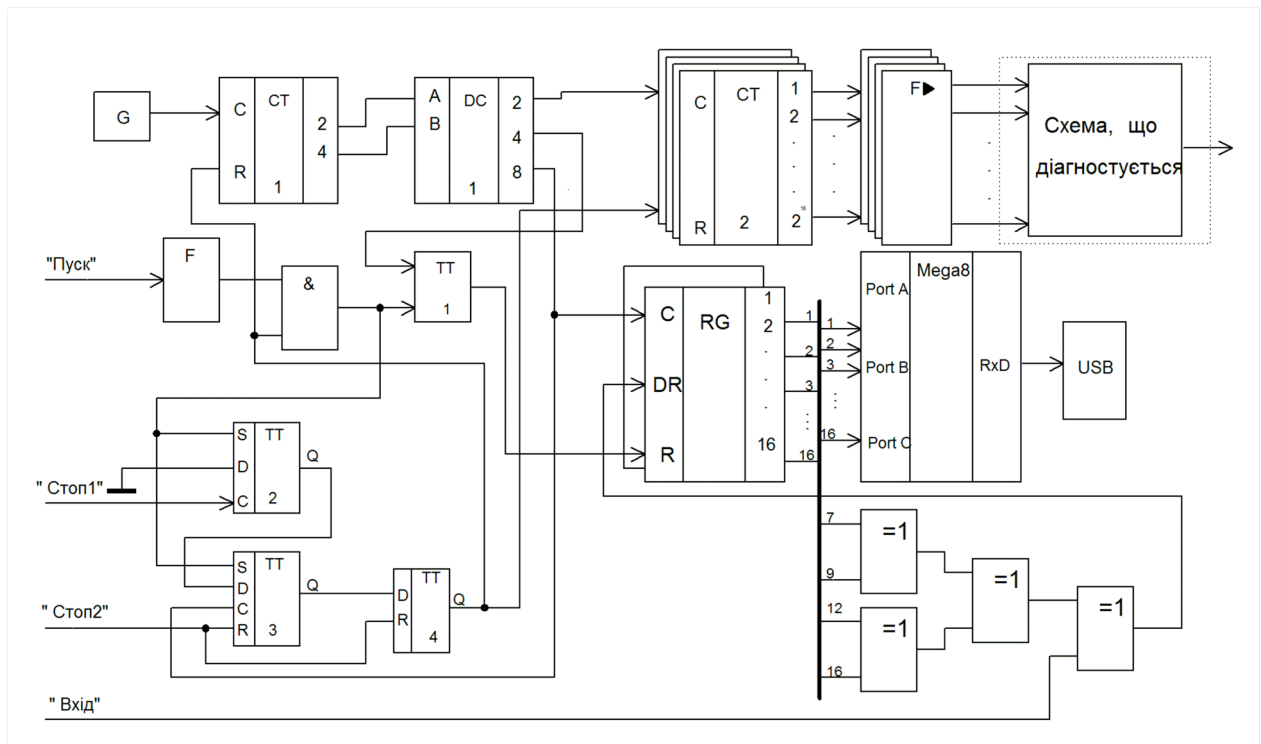 G
C
R
CT
1
2
4
A
B
DC
1
2
4
8
C
R
CT
2
1
2
.
.
.
.
16
2
F▶
Схема, що
діагностується
"Пуск"
F
&
TT
1
C
DR
R
RG
1
2
.
.
.
16
1
2
3
16
1
2
3
16
Port A
Port B
Port C
Mega8
RxD
USB
S
D
C
TT
2
Q
" Стоп1"
S
D
C
R
TT
3
Q
" Стоп2"
D
R
TT
4
Q
" Вхід"
7
9
12
16
=1
=1
=1
=1